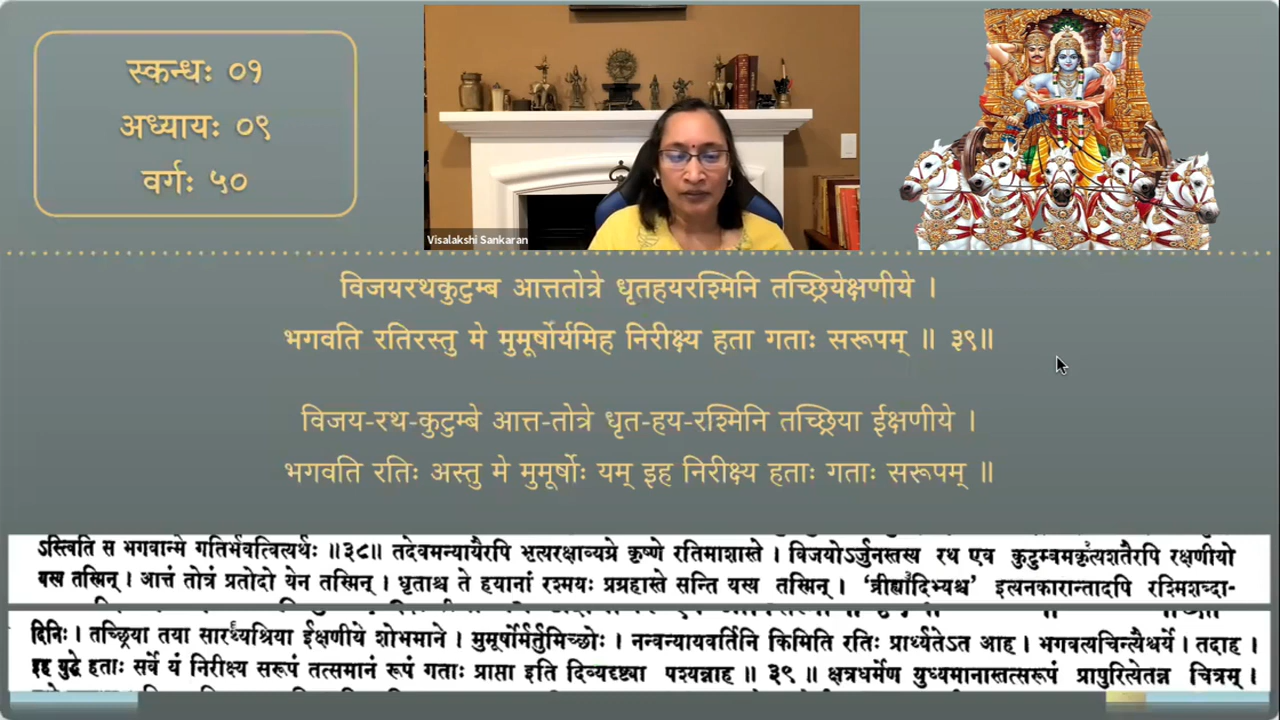 स्कन्धः ०१
अध्यायः ०९
वर्गः ५०
Visalakshi Sankaran
विजयरथकुटुम्ब आत्ततोत्रे धृतहयरश्मिनि तच्छ्रियेक्षणीये ।
भगवति रतिरस्तु मे मुमूर्षोर्यमिह निरीक्ष्य हता गताः सरूपम् ॥ ३९॥
विजय-रथ-कुटुम्बे आत्त-तोत्रे धृत-हय-रश्मिनि तच्छ्रिया ईक्षणीये ।
भगवति रतिः अस्तु मे मुमूर्षोः यम् इह निरीक्ष्य हताः गताः सरूपम् ॥
ऽस्त्विति स भगवान्मे गतिर्भवत्वित्यर्थः ॥३८॥ तदेवमन्यायैरपि भृत्यरक्षाव्यग्रे कृष्णे रतिमाशास्ते । विजयोऽर्जुनस्तस्य रथ एव कुटुम्बमकृत्यशतैरपि रक्षणीयो
यस्य तस्मिन् । आत्तं तोत्रं प्रतोदो येन तस्मिन् । धृताश्च ते हयानां रश्मयः प्रग्रहास्ते सन्ति यस्य तस्मिन् । ‘व्रीह्यादिभ्यश्च’ इत्यनकारान्तादपि रश्मिशब्दा-
दिनिः । तच्छ्रिया तया सारथ्यश्रिया ईक्षणीये शोभमाने । मुमूर्षोर्मर्तुमिच्छोः । नन्वन्यायवर्तिनि किमिति रतिः प्रार्थ्यतेऽत आह । भगवत्यचिन्त्यैश्वर्ये । तदाह ।
इह युद्धे हताः सर्वे यं निरीक्ष्य सरूपं तत्समानं रूपं गताः प्राप्ता इति दिव्यदृष्ट्या पश्यन्नाह ॥ ३९ ॥ क्षत्रधर्मेण युध्यमानास्तत्सरूपं प्रापुरित्येतन्न चित्रम् ।